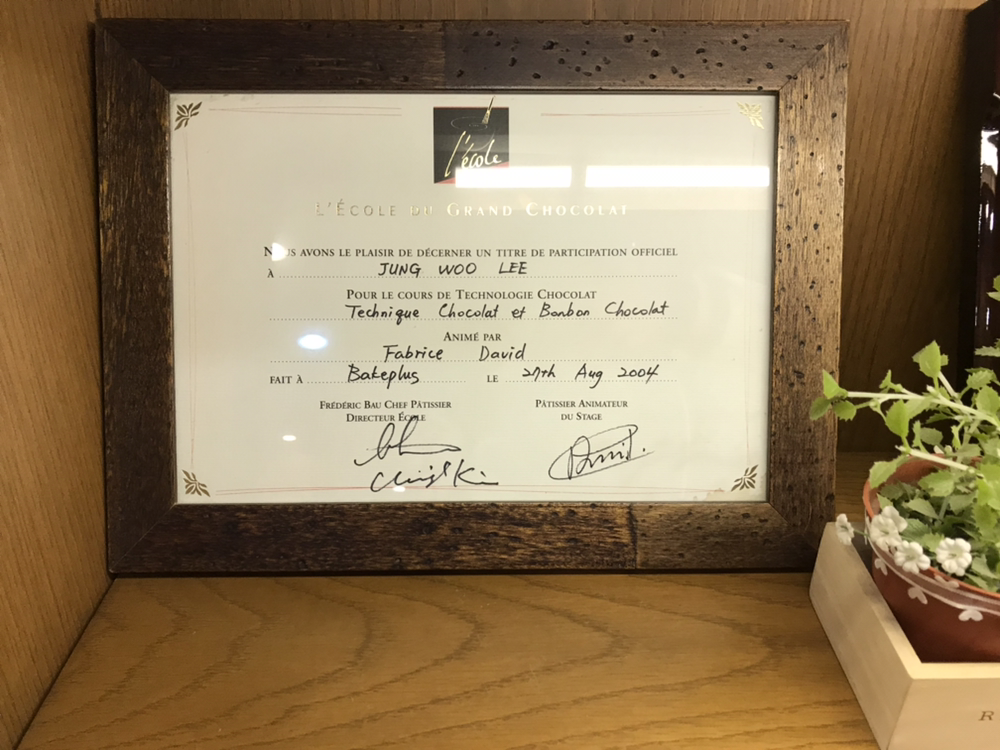 l'école
L'École du Grand Chocolat
Nous avons le plaisir de décerner un titre de participation officiel
à JUNG WOO LEE
Pour le cours de Technologie Chocolat
Technique Chocolat et Bonbon Chocolat
Animé par
Fabrice David
Fait à Bakeplus le 27th Aug 2004
Frédéric Bau Chef Pâtissier Pâtissier Animateur
Directeur École du Stage
R